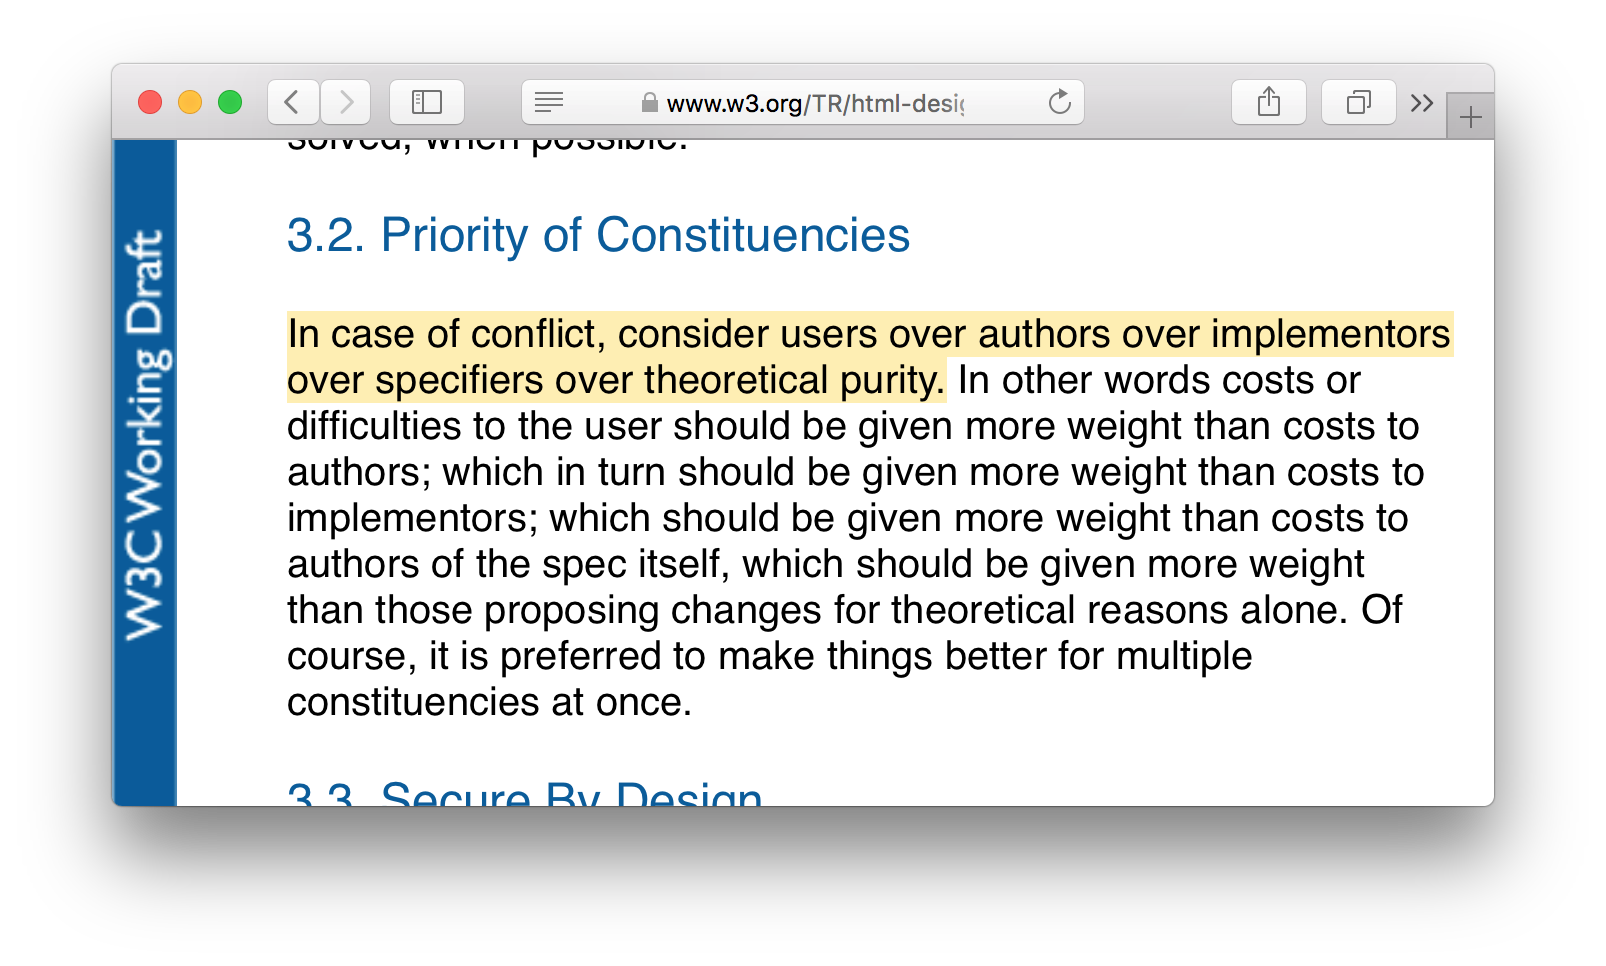 www.w3.org/TR/html-desig
solved, when possible.
W3C Working Draft
3.2. Priority of Constituencies
In case of conflict, consider users over authors over implementors
over specifiers over theoretical purity. In other words costs or
difficulties to the user should be given more weight than costs to
authors; which in turn should be given more weight than costs to
implementors; which should be given more weight than costs to
authors of the spec itself, which should be given more weight
than those proposing changes for theoretical reasons alone. Of
course, it is preferred to make things better for multiple
constituencies at once.
3.3. Secure By Design